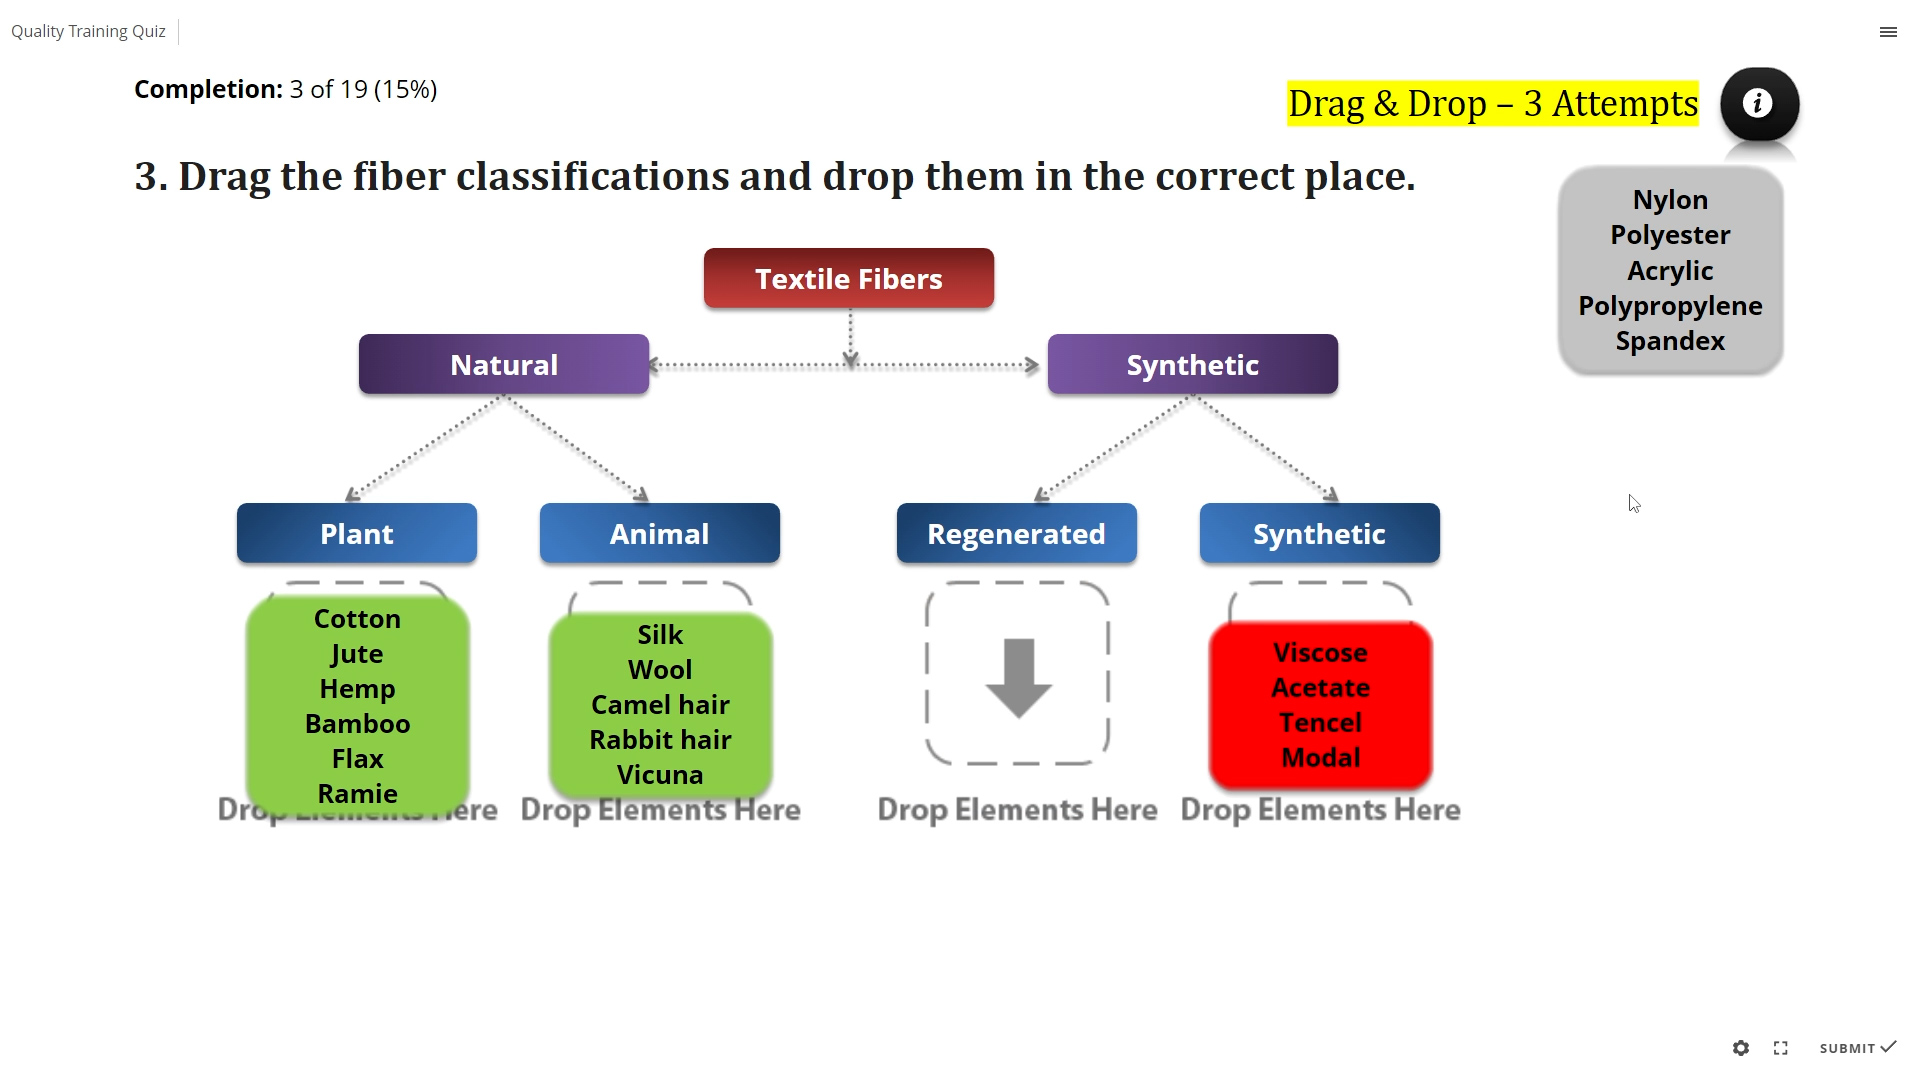 Quality Training Quiz
Completion: 3 of 19 (15%)
Drag & Drop – 3 Attempts
i
3. Drag the fiber classifications and drop them in the correct place.
Nylon
Polyester
Acrylic
Polypropylene
Spandex
Textile Fibers
Natural
Synthetic
Plant
Animal
Regenerated
Synthetic
Cotton
Jute
Hemp
Bamboo
Flax
Ramie
Drop Elements Here
Silk
Wool
Camel hair
Rabbit hair
Vicuna
Drop Elements Here
Drop Elements Here
Viscose
Acetate
Tencel
Modal
Drop Elements Here
SUBMIT